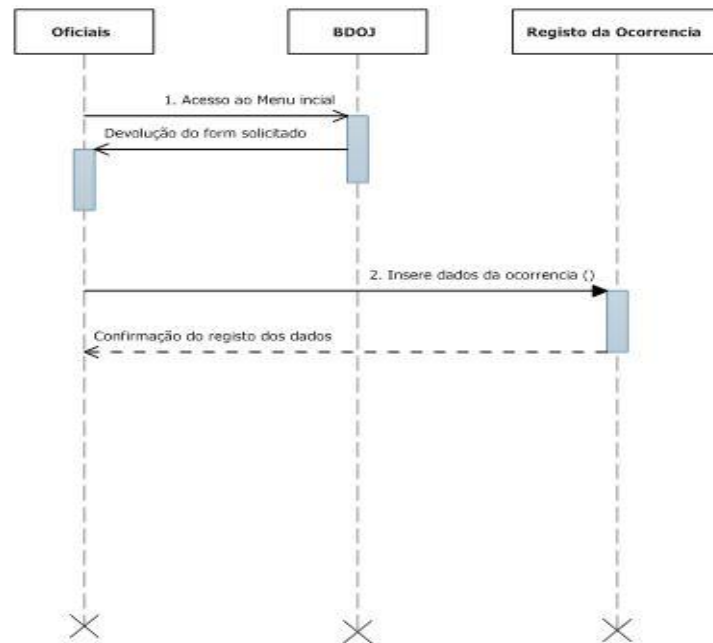 Oficiais
BDOJ
Registo da Ocorrencia
1. Acesso ao Menu incial
Devolução do form solicitado
2. Insere dados da ocorrencia ()
Confirmação do registo dos dados